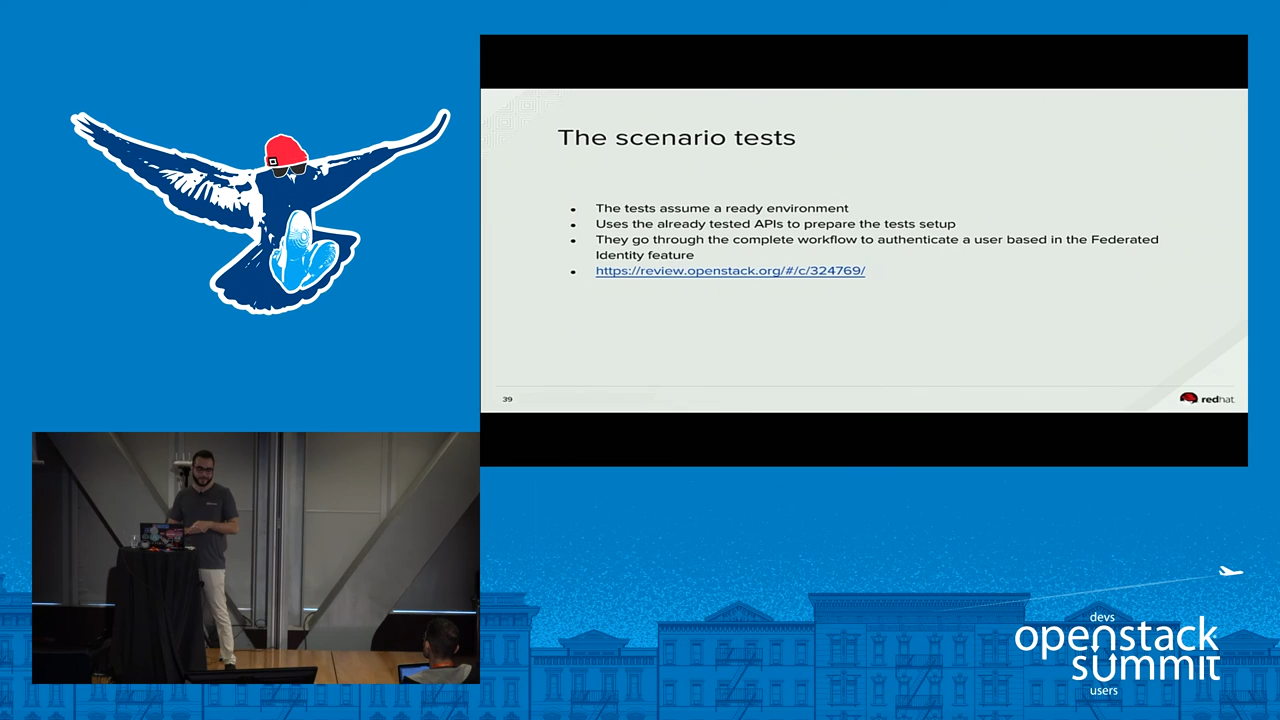 The scenario tests
The tests assume a ready environment
Uses the already tested APIs to prepare the tests setup
They go through the complete workflow to authenticate a user based in the Federated
Identity feature
https://review.openstack.org/#/c/324769/
39
redhat
devs
openstack
summit
users